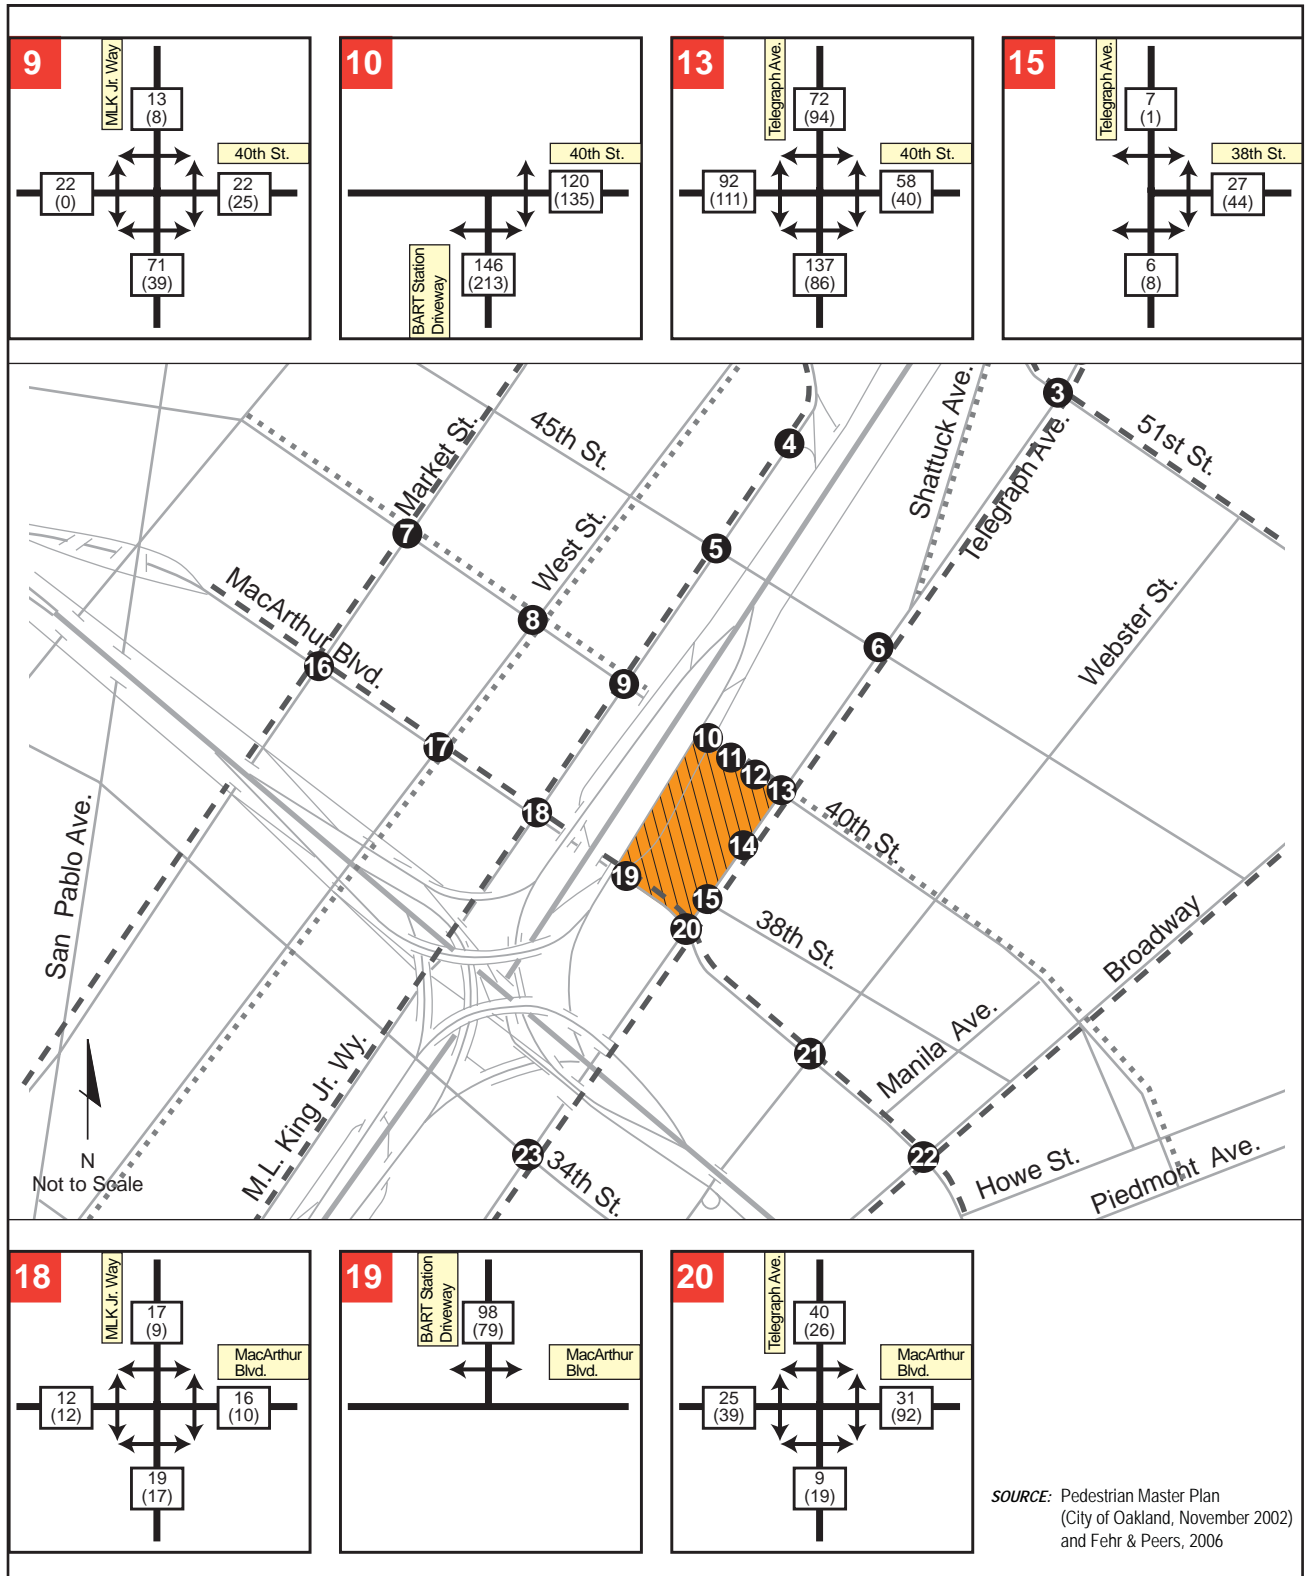 9
MLK Jr. Way
13
(8)
40th St.
22
(0)
22
(25)
71
(39)
10
40th St.
120
(135)
BART Station
Driveway
146
(213)
13
Telegraph Ave.
72
(94)
40th St.
92
(111)
58
(40)
137
(86)
15
Telegraph Ave.
7
(1)
38th St.
27
(44)
6
(8)
3
4
Shattuck Ave.
51st St.
45th St.
Market St.
Telegraph Ave.
7
5
West St.
MacArthur Blvd.
Webster St.
8
6
16
9
17
10
11
12
13
18
40th St.
14
19
15
San Pablo Ave.
20
38th St.
Broadway
21
Manila Ave.
M.L. King Jr. Wy.
N
Not to Scale
23
34th St.
22
Howe St.
Piedmont Ave.
18
MLK Jr. Way
17
(9)
MacArthur
Blvd.
12
(12)
16
(10)
19
(17)
19
BART Station
Driveway
98
(79)
MacArthur
Blvd.
20
Telegraph Ave.
40
(26)
MacArthur
Blvd.
25
(39)
31
(92)
9
(19)
SOURCE: Pedestrian Master Plan
(City of Oakland, November 2002)
and Fehr & Peers, 2006